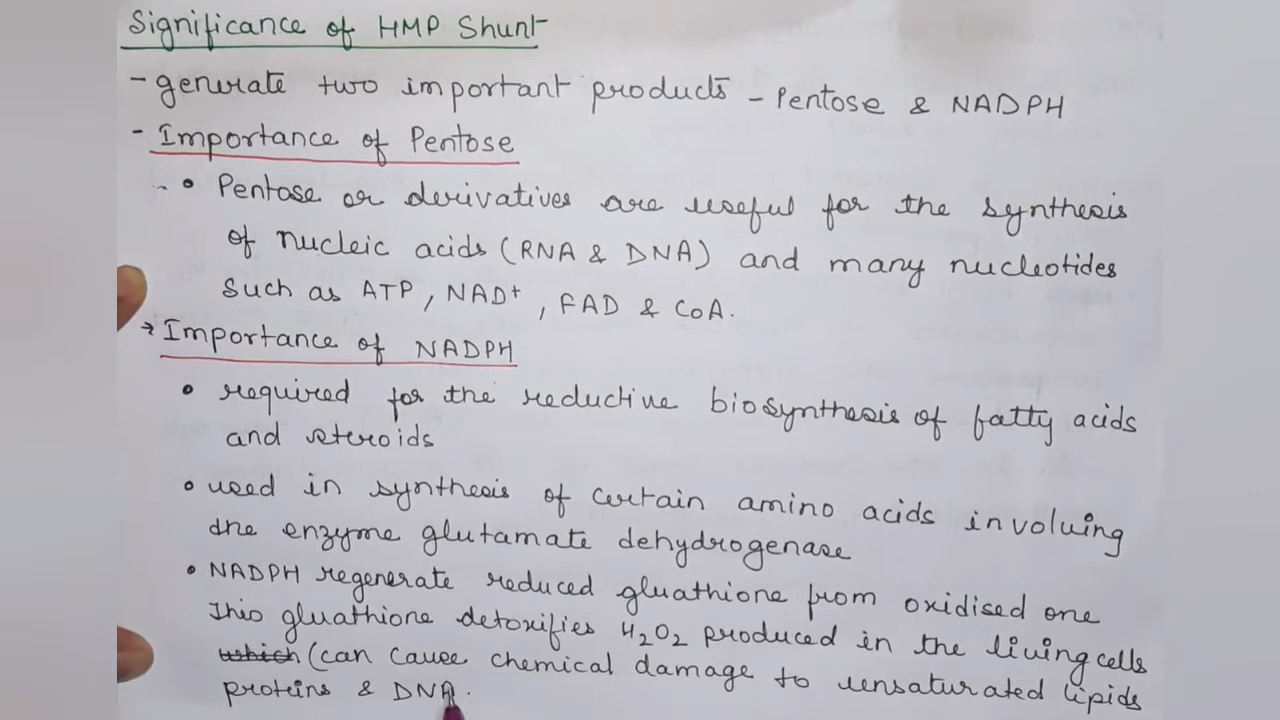 Significance of HMP Shunt
- generate two important products - Pentose & NADPH
- Importance of Pentose
• Pentose or derivatives are useful for the synthesis
of nucleic acids (RNA & DNA) and many nucleotides
such as ATP, NAD+, FAD & CoA.
→ Importance of NADPH
• required for the reductive biosynthesis of fatty acids
and steroids
• used in synthesis of certain amino acids involving
the enzyme glutamate dehydrogenase
• NADPH regenerate reduced gluathione from oxidised one
This gluathione detoxifies H2O2 produced in the living cells
which (can cause chemical damage to unsaturated lipids
proteins & DNA.